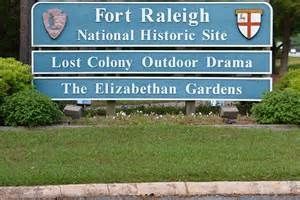 Fort Raleigh
National Historic Site
Lost Colony Outdoor Drama
The Elizabethan Gardens